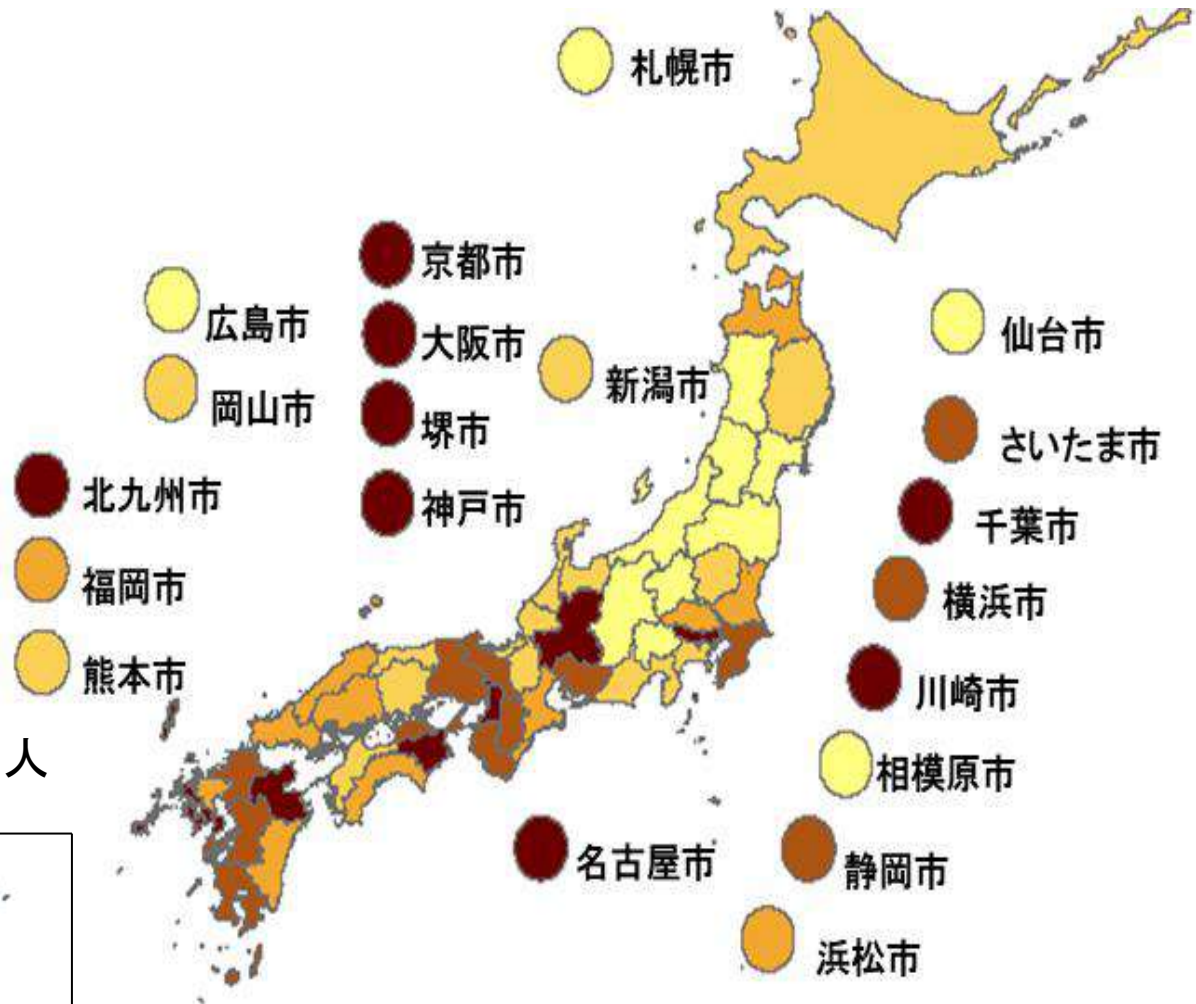 札幌市
京都市
広島市
大阪市
仙台市
新潟市
岡山市
堺市
さいたま市
北九州市
神戸市
千葉市
福岡市
横浜市
熊本市
川崎市
人
相模原市
名古屋市
静岡市
浜松市